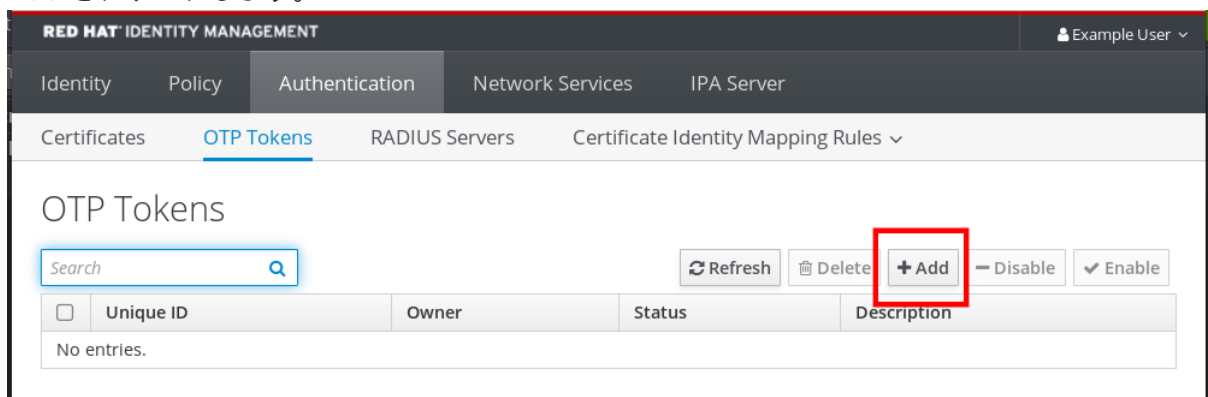 RED HAT® IDENTITY MANAGEMENT Example User
Identity Policy Authentication Network Services IPA Server
Certificates OTP Tokens RADIUS Servers Certificate Identity Mapping Rules
OTP Tokens
Search Refresh Delete Add Disable Enable
Unique ID Owner Status Description
No entries.